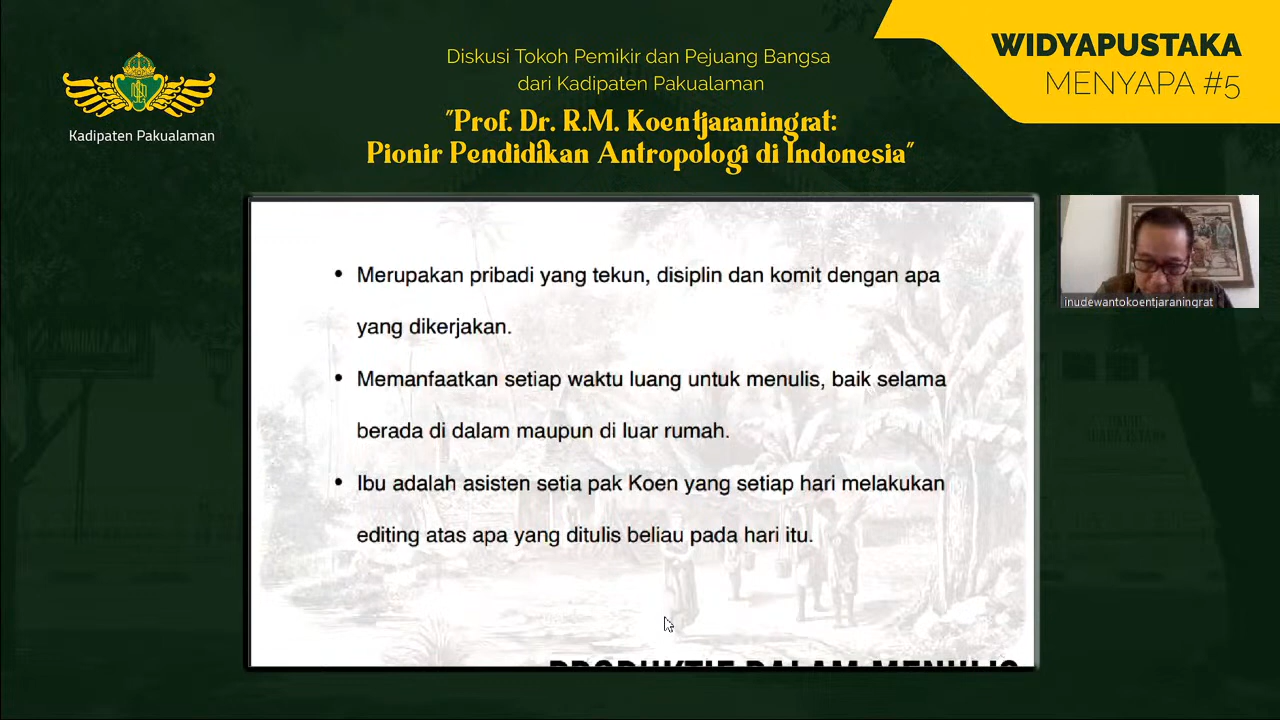 Diskusi Tokoh Pemikir dan Pejuang Bangsa
dari Kadipaten Pakualaman
"Prof. Dr. R.M. Koentjaraningrat:
Pionir Pendidikan Antropologi di Indonesia"
WIDYAPUSTAKA
MENYAPA #5
Kadipaten Pakualaman
• Merupakan pribadi yang tekun, disiplin dan komit dengan apa
yang dikerjakan.
• Memanfaatkan setiap waktu luang untuk menulis, baik selama
berada di dalam maupun di luar rumah.
• Ibu adalah asisten setia pak Koen yang setiap hari melakukan
editing atas apa yang ditulis beliau pada hari itu.
PRODUKTIF DALAM MENULIS
inudewantokoentjaraningrat